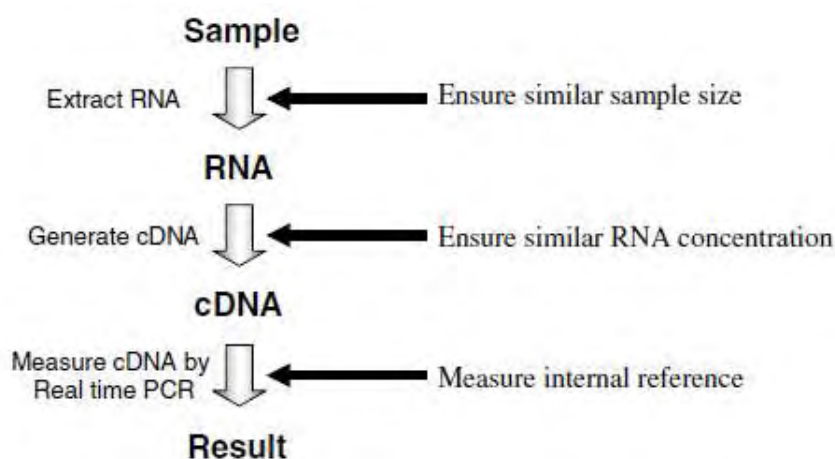 Sample
Extract RNA
Ensure similar sample size
RNA
Generate cDNA
Ensure similar RNA concentration
cDNA
Measure cDNA by
Real time PCR
Measure internal reference
Result